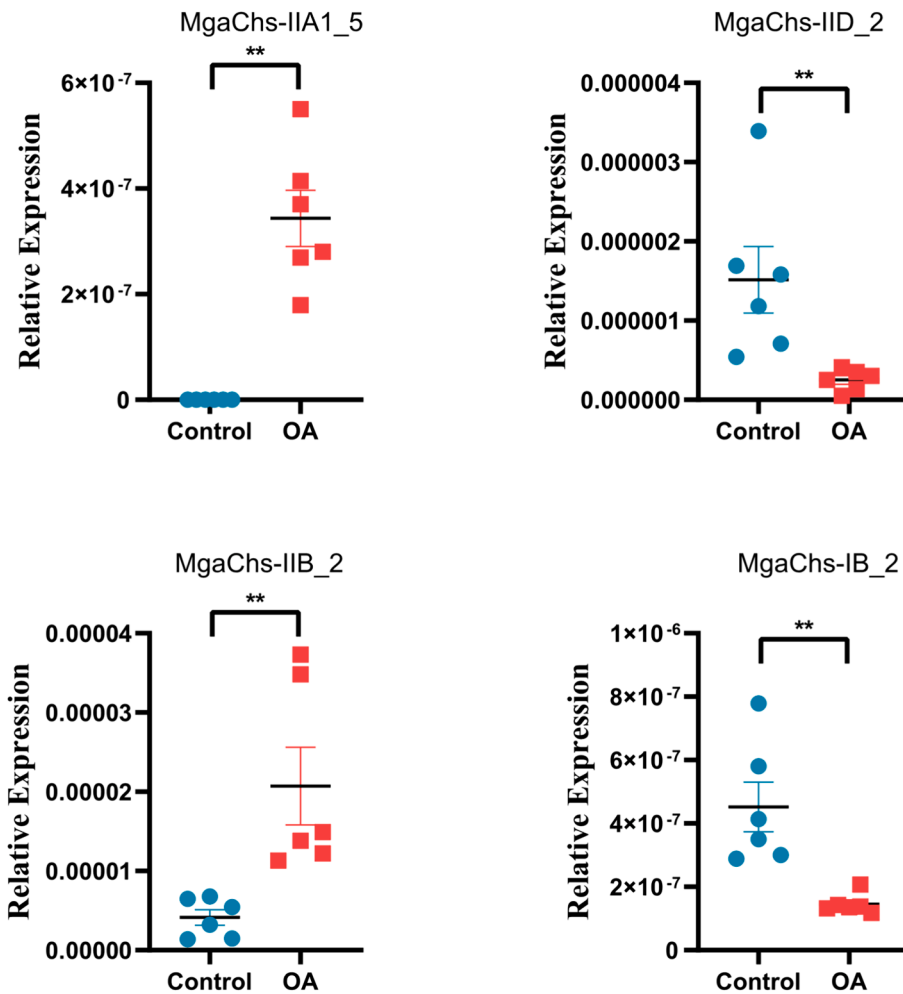 MgaChs-IIA1_5
**
6×10⁻⁷
4×10⁻⁷
2×10⁻⁷
0
Relative Expression
Control OA
MgaChs-IID_2
**
0.000004
0.000003
0.000002
0.000001
0.000000
Relative Expression
Control OA
MgaChs-IIB_2
**
0.00004
0.00003
0.00002
0.00001
0.00000
Relative Expression
Control OA
MgaChs-IB_2
**
1×10⁻⁶
8×10⁻⁷
6×10⁻⁷
4×10⁻⁷
2×10⁻⁷
0
Relative Expression
Control OA